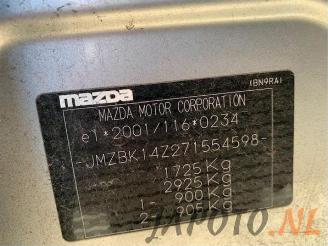 (BN9RA)
mazda
MAZDA MOTOR CORPORATION
e1*2001/116*0234
-JMZBK14Z271554598-
1725 Kg
2925 Kg
1- 900 Kg
2- 905 Kg
APROTO.NL